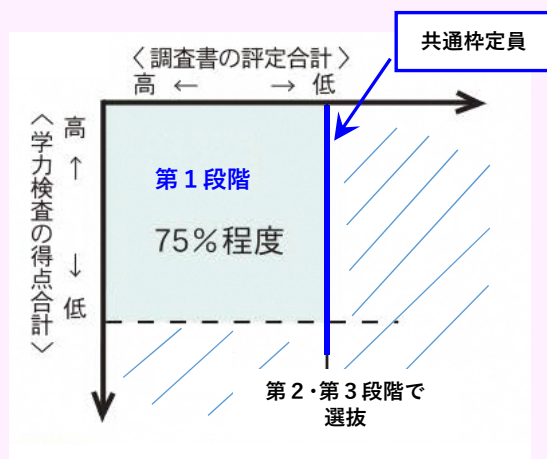 共通枠定員
〈調査書の評定合計〉
高 ← → 低
〈学力検査の得点合計〉
高 ↑ ↓ 低
第1段階
75%程度
第2・第3段階で
選抜